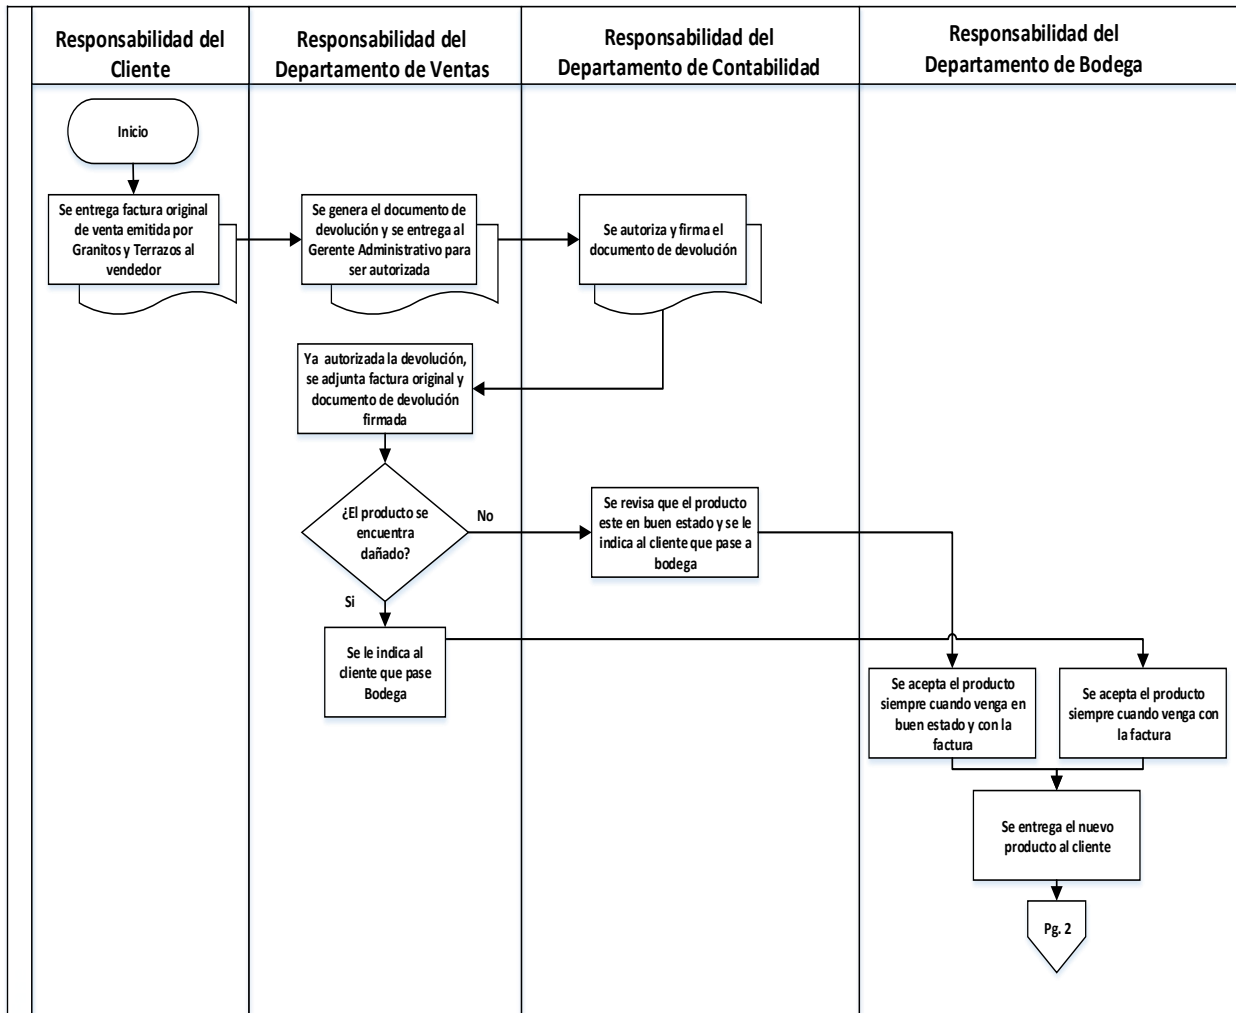 Responsabilidad del
Cliente
Responsabilidad del
Departamento de Ventas
Responsabilidad del
Departamento de Contabilidad
Responsabilidad del
Departamento de Bodega
Inicio
Se entrega factura original
de venta emitida por
Granitos y Terrazos al
vendedor
Se genera el documento de
devolución y se entrega al
Gerente Administrativo para
ser autorizada
Se autoriza y firma el
documento de devolución
Ya autorizada la devolución,
se adjunta factura original y
documento de devolución
firmada
¿El producto se
encuentra
dañado?
No
Se revisa que el producto
este en buen estado y se le
indica al cliente que pase a
bodega
Si
Se le indica al
cliente que pase
Bodega
Se acepta el producto
siempre cuando venga en
buen estado y con la
factura
Se acepta el producto
siempre cuando venga con
la factura
Se entrega el nuevo
producto al cliente
Pg. 2